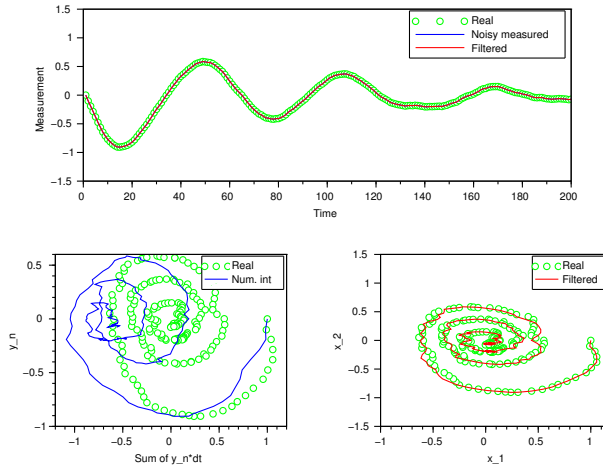 1.5
1
0.5
0
−0.5
−1
−1.5
Measurement
0 20 40 60 80 100 120 140 160 180 200
Time
Real
Noisy measured
Filtered
0.5
0
−0.5
−1
y_n
−1 −0.5 0 0.5 1
Sum of y_n*dt
Real
Num. int
1.5
1
0.5
0
−0.5
−1
−1.5
x_2
−1 −0.5 0 0.5 1 1.5
x_1
Real
Filtered